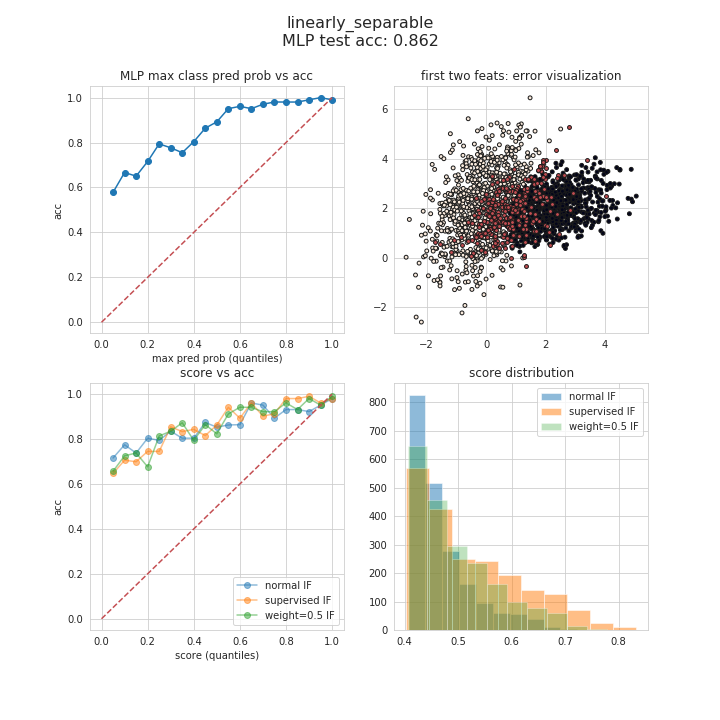 linearly_separable
MLP test acc: 0.862
MLP max class pred prob vs acc
1.0
0.8
0.6
0.4
0.2
0.0
acc
0.0 0.2 0.4 0.6 0.8 1.0
max pred prob (quantiles)
first two feats: error visualization
6
4
2
0
−2
−2 0 2 4
score vs acc
1.0
0.8
0.6
0.4
0.2
0.0
acc
normal IF
supervised IF
weight=0.5 IF
0.0 0.2 0.4 0.6 0.8 1.0
score (quantiles)
score distribution
800
700
600
500
400
300
200
100
0
normal IF
supervised IF
weight=0.5 IF
0.4 0.5 0.6 0.7 0.8